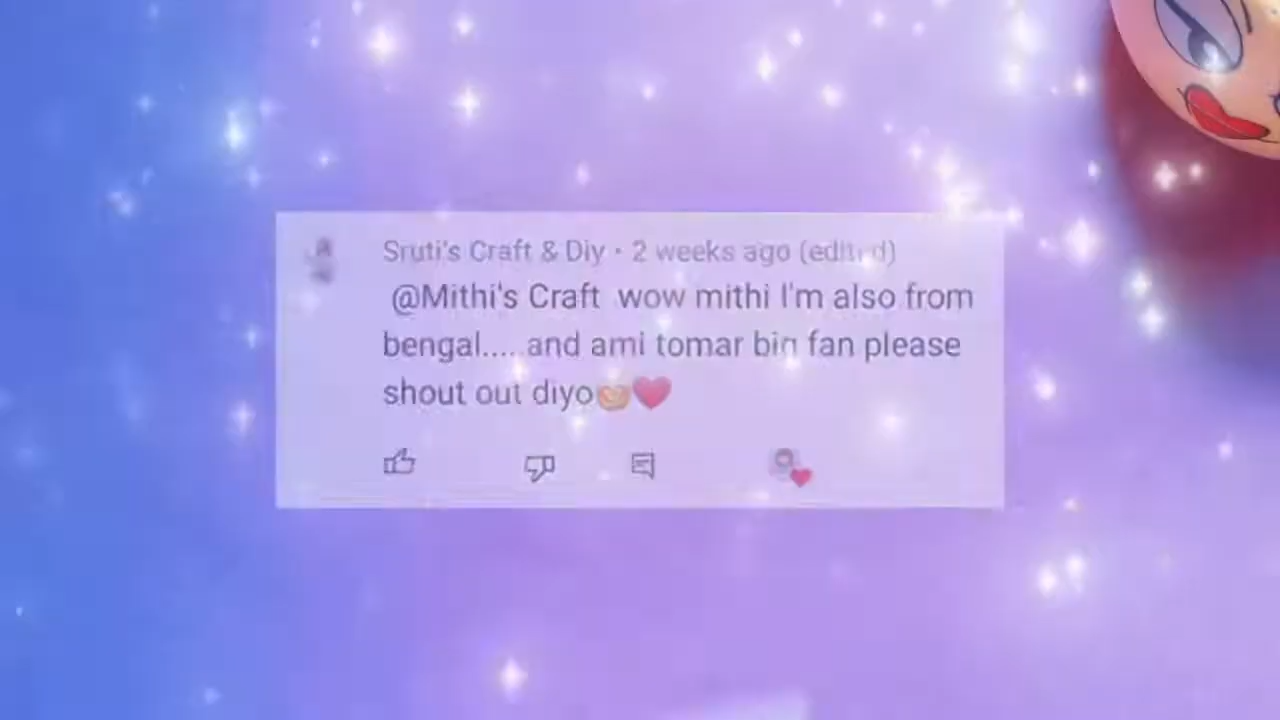 Sruti's Craft & Diy • 2 weeks ago (edited)
@Mithi's Craft wow mithi I'm also from
bengal.....and ami tomar big fan please
shout out diyo🤝❤️